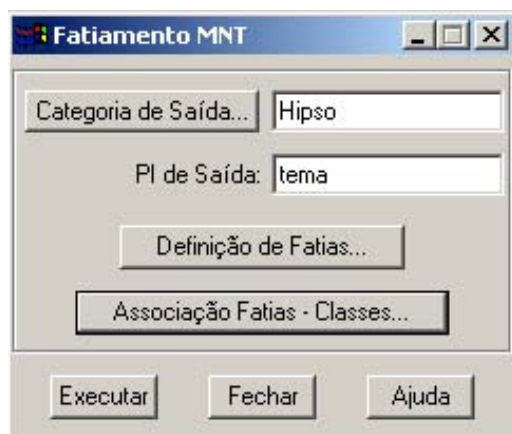 Fatiamento MNT
Categoria de Saída... Hipso
PI de Saída: tema
Definição de Fatias...
Associação Fatias - Classes...
Executar Fechar Ajuda